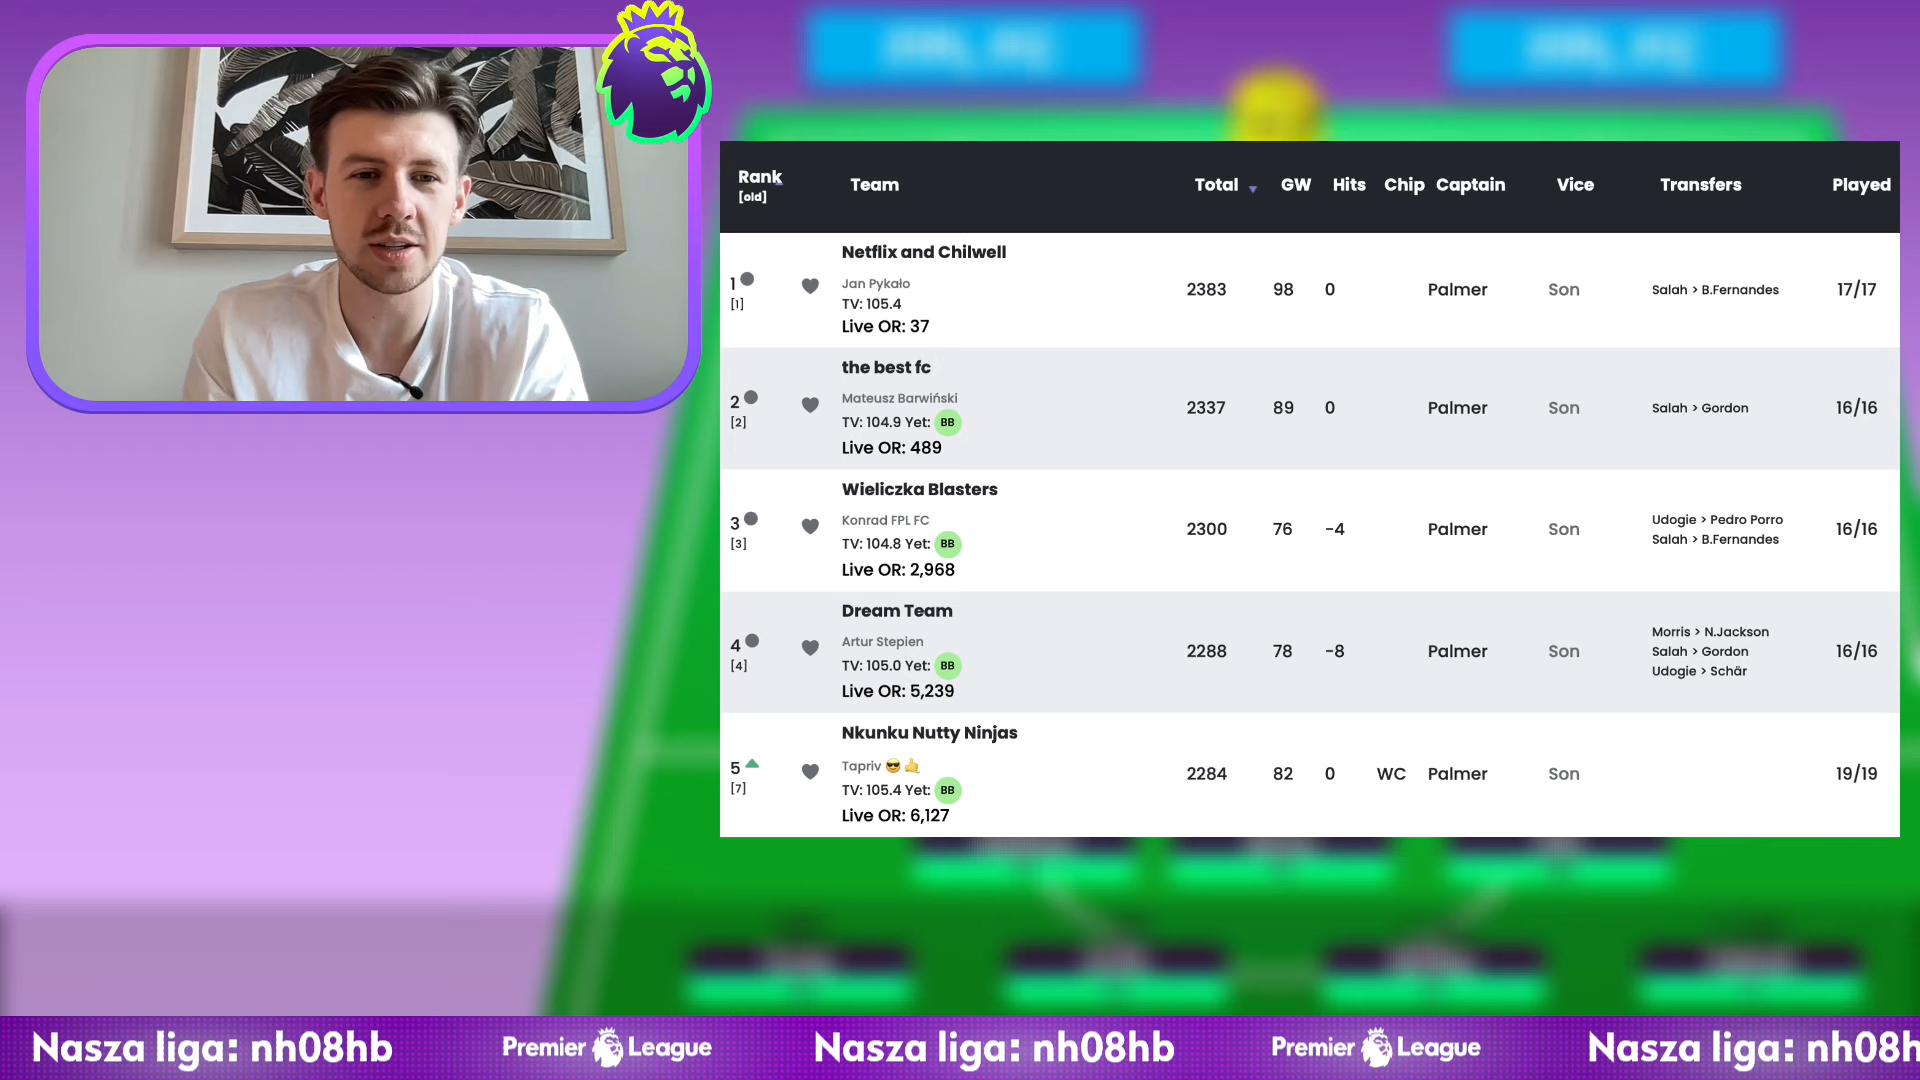 Rank
[old]
Team
Total
GW
Hits
Chip
Captain
Vice
Transfers
Played
1
[1]
Netflix and Chilwell
Jan Pykało
TV: 105.4
Live OR: 37
2383
98
0
Palmer
Son
Salah > B.Fernandes
17/17
2
[2]
the best fc
Mateusz Barwiński
TV: 104.9 Yet: BB
Live OR: 489
2337
89
0
Palmer
Son
Salah > Gordon
16/16
3
[3]
Wieliczka Blasters
Konrad FPL FC
TV: 104.8 Yet: BB
Live OR: 2,968
2300
76
-4
Palmer
Son
Udogie > Pedro Porro
Salah > B.Fernandes
16/16
4
[4]
Dream Team
Artur Stepien
TV: 105.0 Yet: BB
Live OR: 5,239
2288
78
-8
Palmer
Son
Morris > N.Jackson
Salah > Gordon
Udogie > Schär
16/16
5
[7]
Nkunku Nutty Ninjas
Tapriv 😎🤙
TV: 105.4 Yet: BB
Live OR: 6,127
2284
82
0
WC
Palmer
Son
19/19
Nasza liga: nh08hb
Premier League
Nasza liga: nh08hb
Premier League
Nasza liga: nh08h